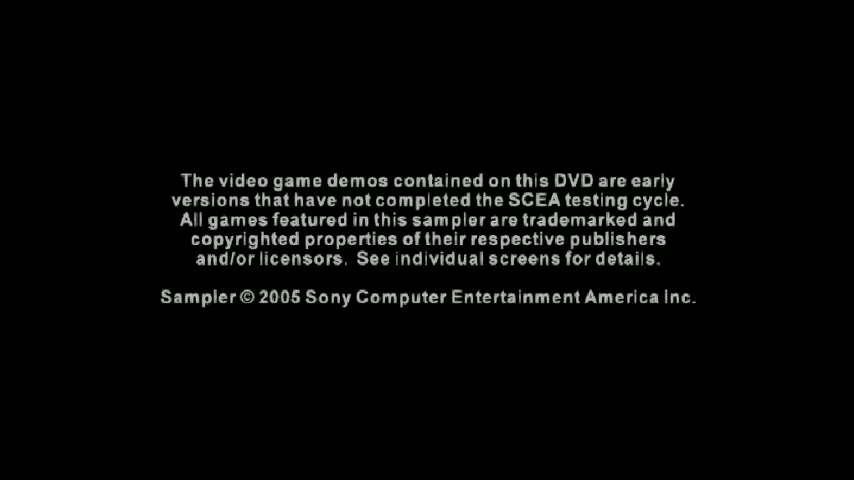 The video game demos contained on this DVD are early
versions that have not completed the SCEA testing cycle.
All games featured in this sampler are trademarked and
copyrighted properties of their respective publishers
and/or licensors.  See individual screens for details.
Sampler © 2005 Sony Computer Entertainment America Inc.